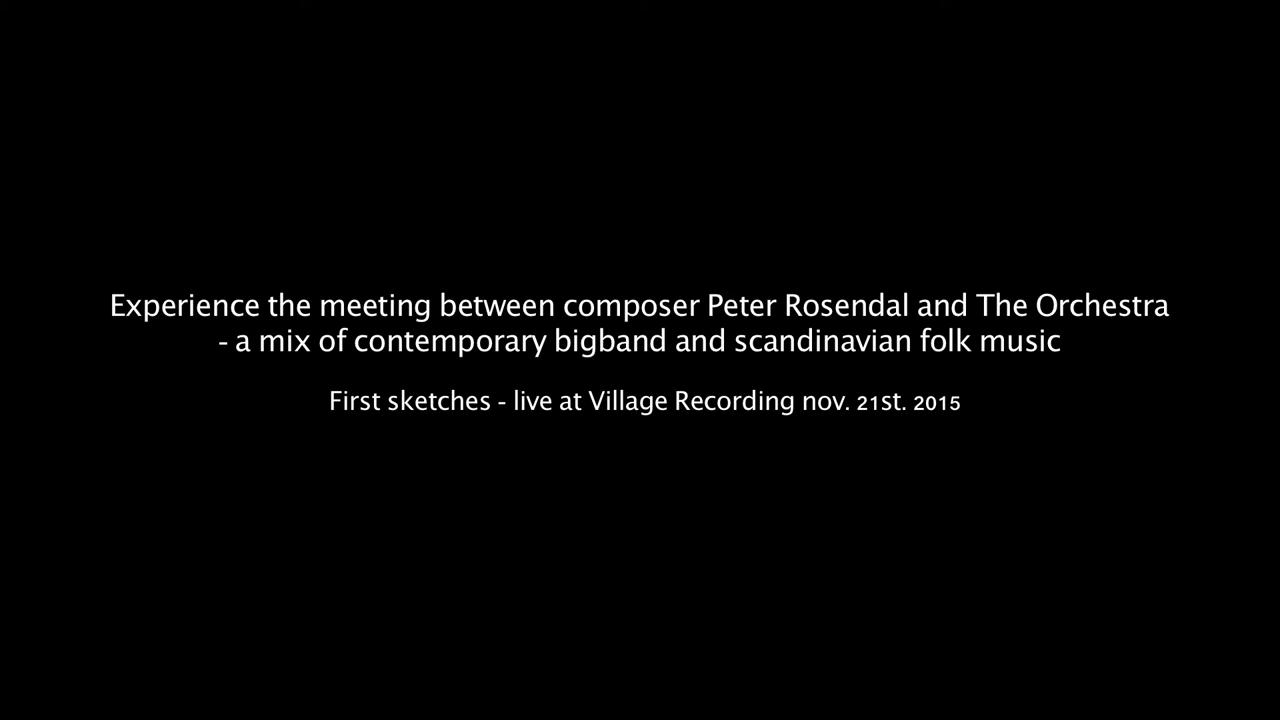 Experience the meeting between composer Peter Rosendal and The Orchestra
- a mix of contemporary bigband and scandinavian folk music
First sketches - live at Village Recording nov. 21st. 2015